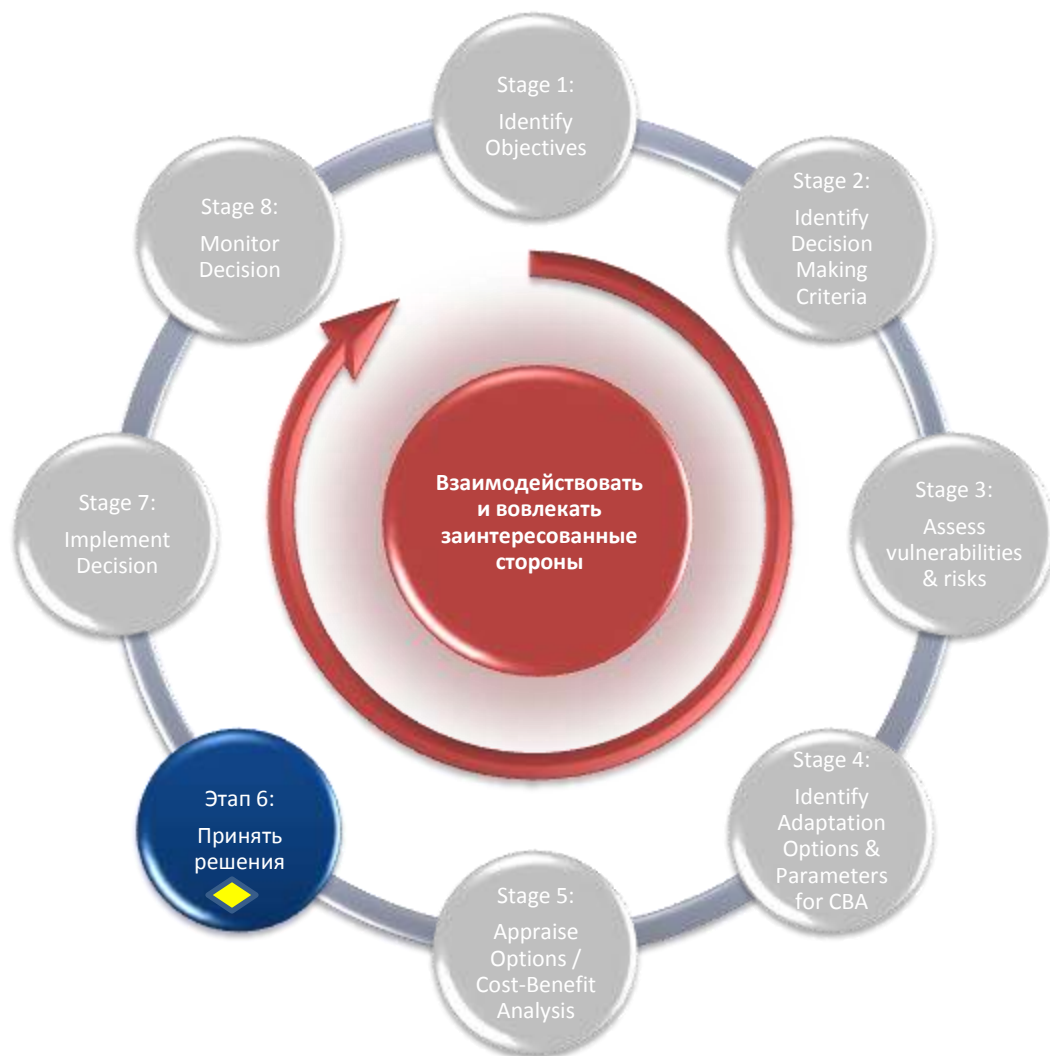 Stage 1:
Identify
Objectives
Stage 2:
Identify
Decision
Making
Criteria
Stage 3:
Assess
vulnerabilities
& risks
Stage 4:
Identify
Adaptation
Options &
Parameters
for CBA
Stage 5:
Appraise
Options /
Cost-Benefit
Analysis
Этап 6:
Принять
решения
Stage 7:
Implement
Decision
Stage 8:
Monitor
Decision
Взаимодействовать
и вовлекать
заинтересованные
стороны